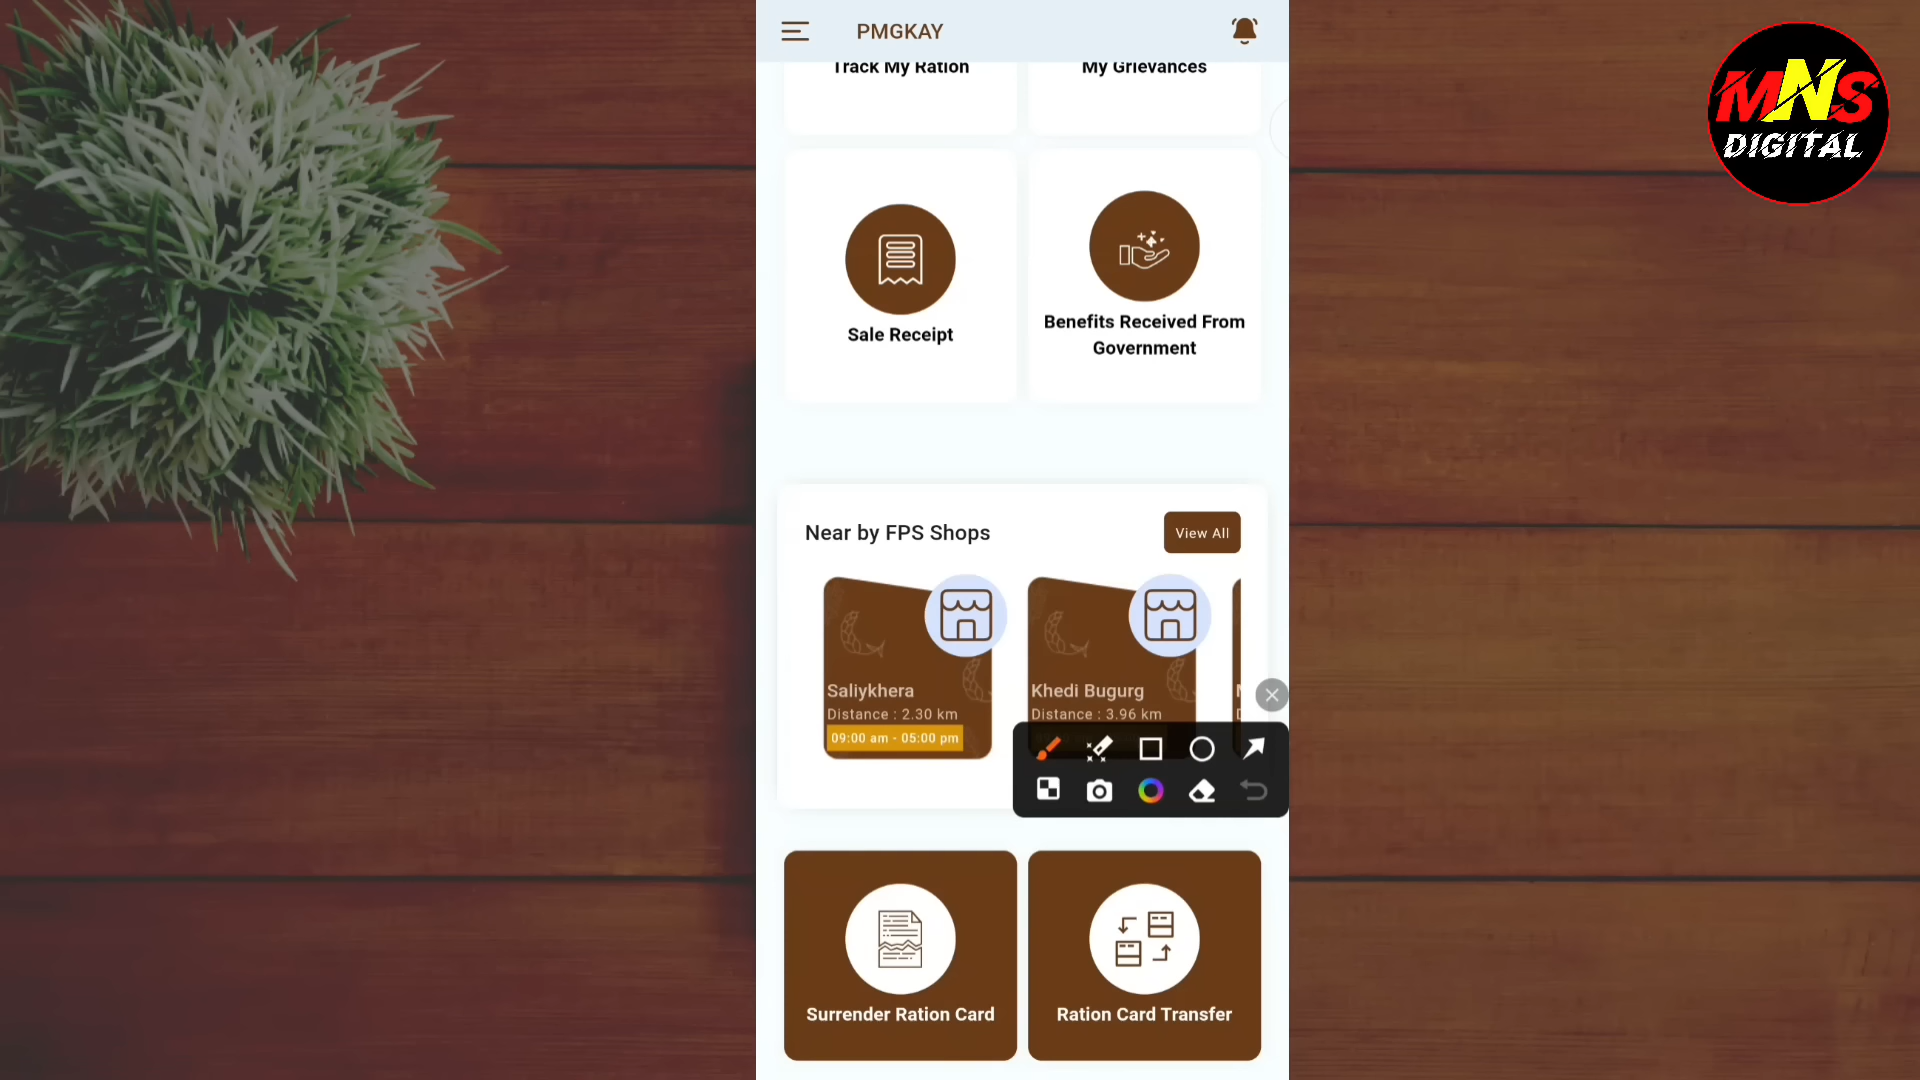 PMGKAY
Track My Ration
My Grievances
Sale Receipt
Benefits Received From
Government
Near by FPS Shops
View All
Saliykhera
Distance : 2.30 km
09:00 am - 05:00 pm
Khedi Bugurg
Distance : 3.96 km
Surrender Ration Card
Ration Card Transfer
MNS
DIGITAL